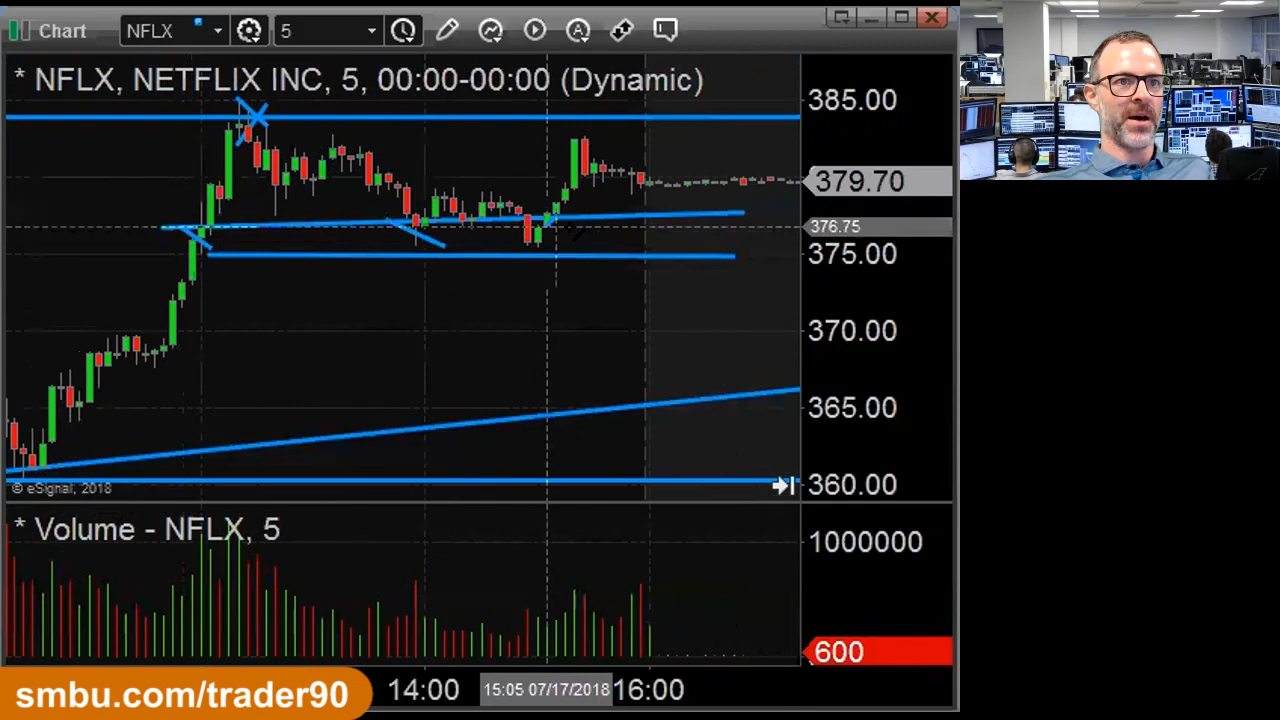 Chart NFLX 5
* NFLX, NETFLIX INC, 5, 00:00-00:00 (Dynamic)
385.00
379.70
376.75
375.00
370.00
365.00
360.00
© eSignal, 2018
* Volume - NFLX, 5
1000000
600
14:00 15:05 07/17/2018 16:00
smbu.com/trader90